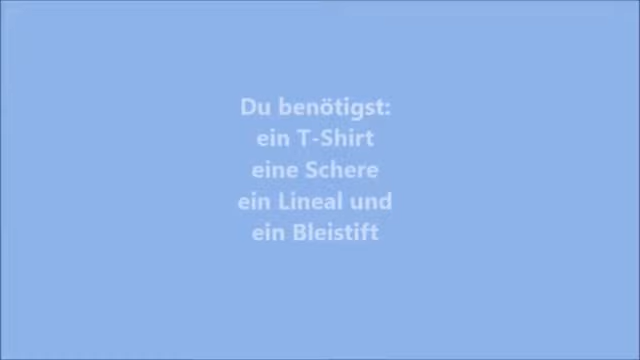 Du benötigst:
ein T-Shirt
eine Schere
ein Lineal und
ein Bleistift